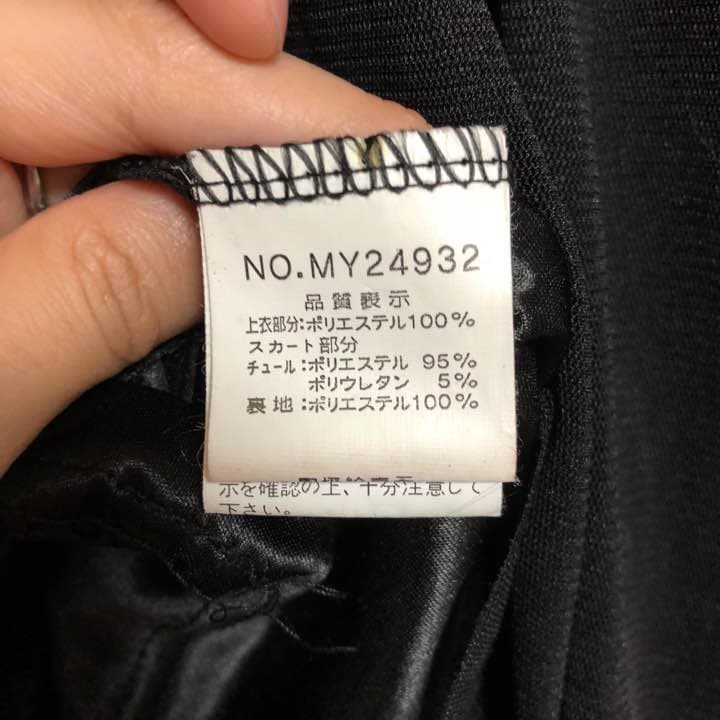 NO.MY24932
品質表示
上衣部分:ポリエステル100%
スカート部分
チュール:ポリエステル 95%
ポリウレタン 5%
裏地:ポリエステル100%
示を確認の上、十分注意して
下さい。